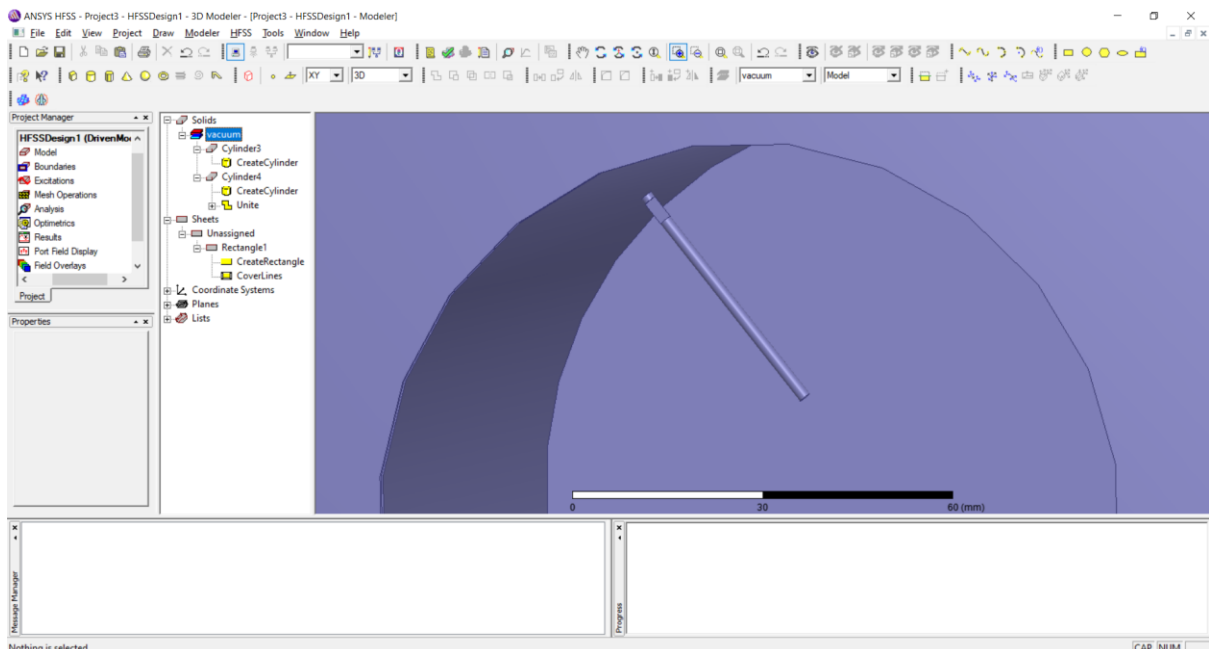 ANSYS HFSS - Project3 - HFSSDesign1 - 3D Modeler - [Project3 - HFSSDesign1 - Modeler]
File Edit View Project Draw Modeler HFSS Tools Window Help
XY 3D vacuum Model
Project Manager
HFSSDesign1 (DrivenMo
Model
Boundaries
Excitations
Mesh Operations
Analysis
Optimetrics
Results
Port Field Display
Field Overlays
Project
Properties
Solids
vacuum
Cylinder3
CreateCylinder
Cylinder4
CreateCylinder
Unite
Sheets
Unassigned
Rectangle1
CreateRectangle
CoverLines
Coordinate Systems
Planes
Lists
0 30 60 (mm)
Message Manager
Progress
Nothing is selected
CAP NUM